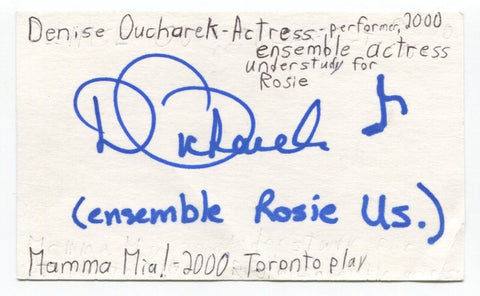 Denise Oucharek-Actress-performer, 2000
ensemble actress
understudy for
Rosie
(ensemble Rosie Us.)
Mamma Mia!-2000-Toronto play